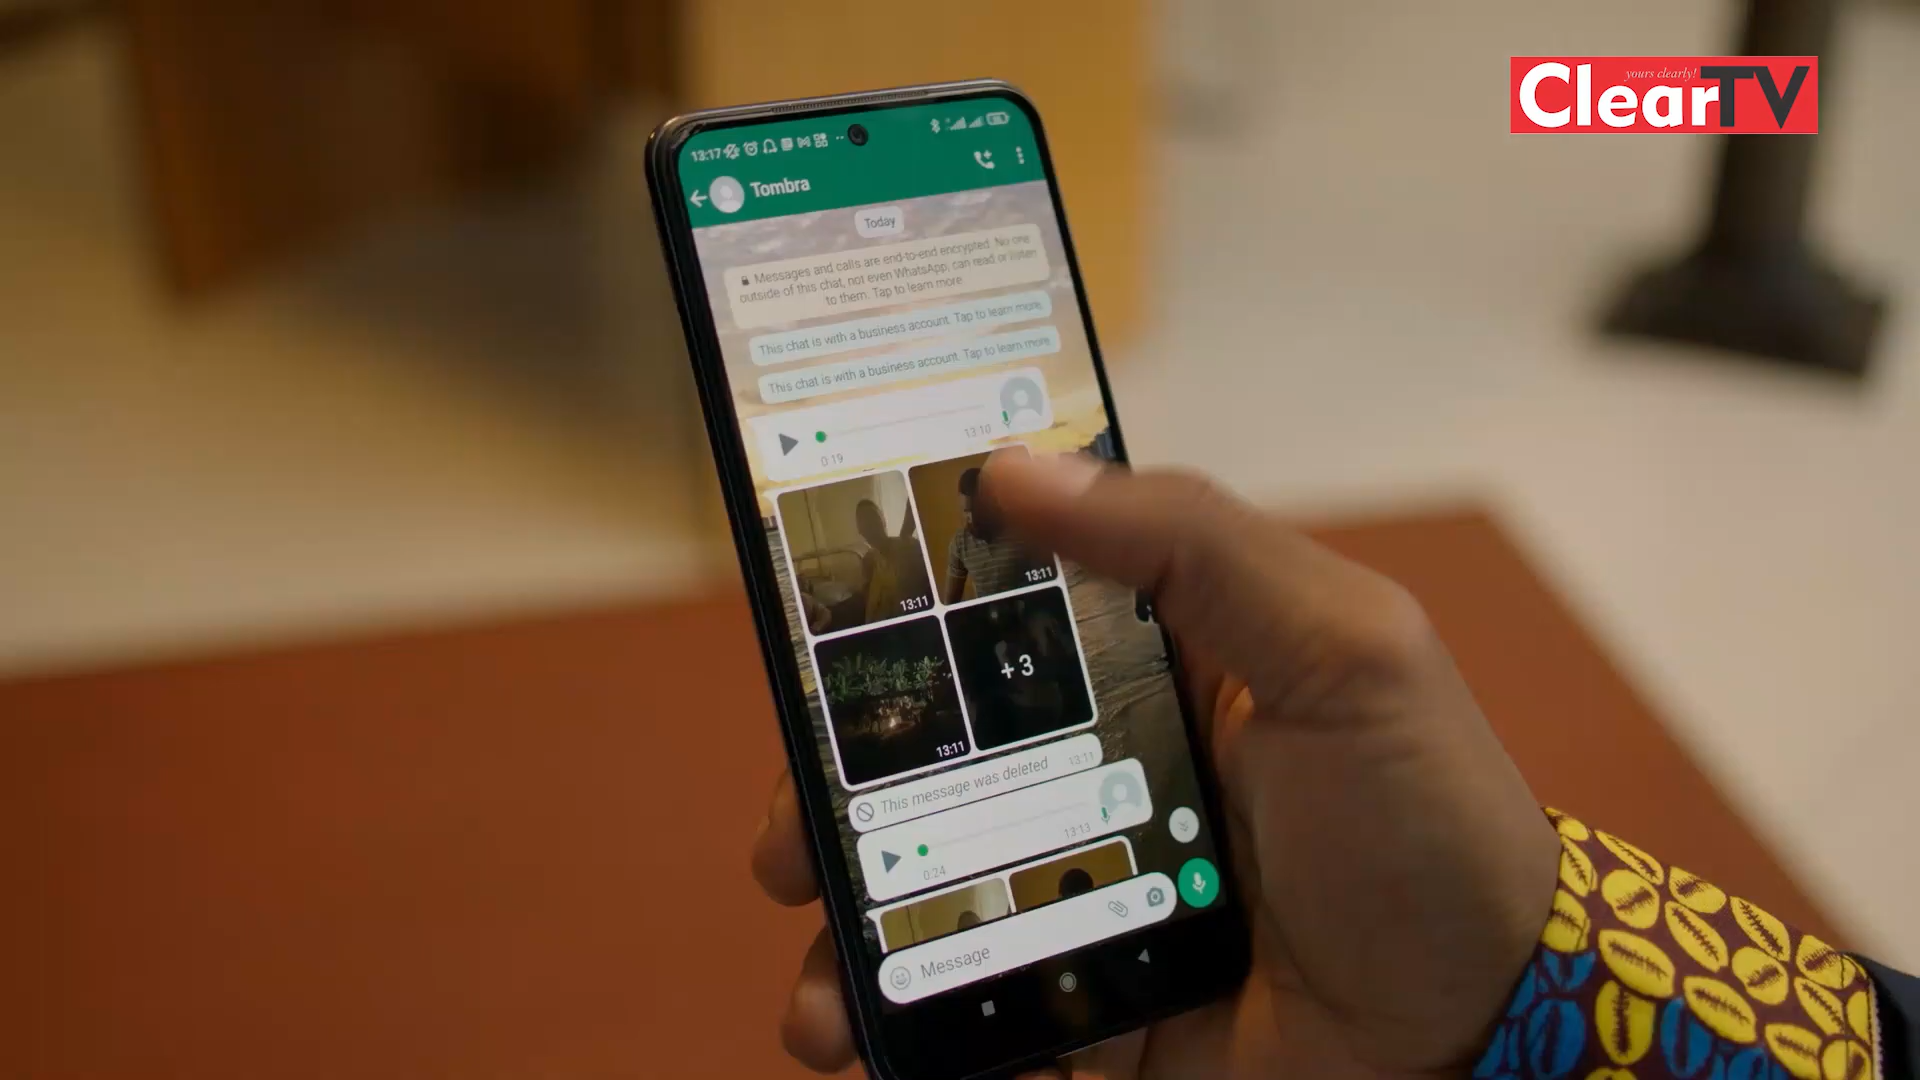 yours clearly!
ClearTV
13:17
Tombra
Today
Messages and calls are end-to-end encrypted. No one
outside of this chat, not even WhatsApp, can read or listen
to them. Tap to learn more.
This chat is with a business account. Tap to learn more.
This chat is with a business account. Tap to learn more.
0:19
13:10
13:11
13:11
13:11
+3
This message was deleted
13:11
0:24
13:13
Message